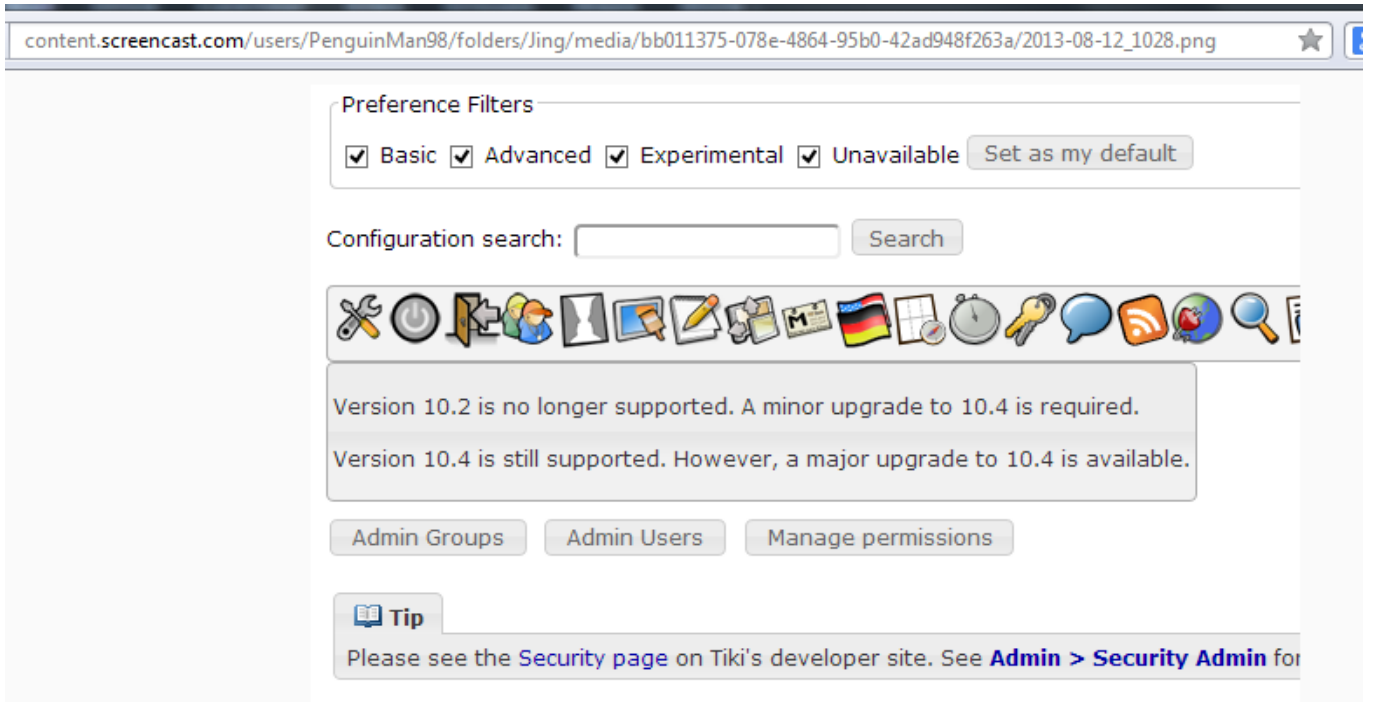 content.screencast.com/users/PenguinMan98/folders/Jing/media/bb011375-078e-4864-95b0-42ad948f263a/2013-08-12_1028.png
Preference Filters
Basic Advanced Experimental Unavailable Set as my default
Configuration search: Search
M
Version 10.2 is no longer supported. A minor upgrade to 10.4 is required.
Version 10.4 is still supported. However, a major upgrade to 10.4 is available.
Admin Groups Admin Users Manage permissions
Tip
Please see the Security page on Tiki's developer site. See Admin > Security Admin for